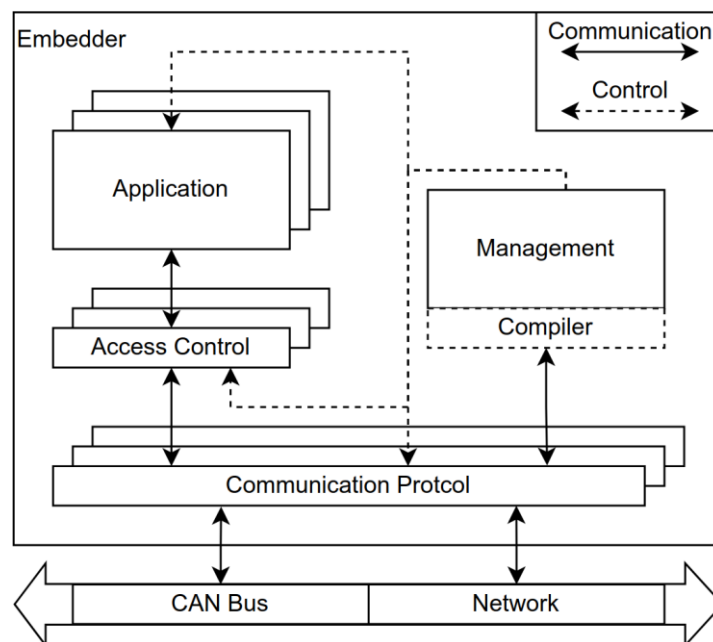 Embedder
Communication
Control
Application
Management
Compiler
Access Control
Communication Protcol
CAN Bus
Network